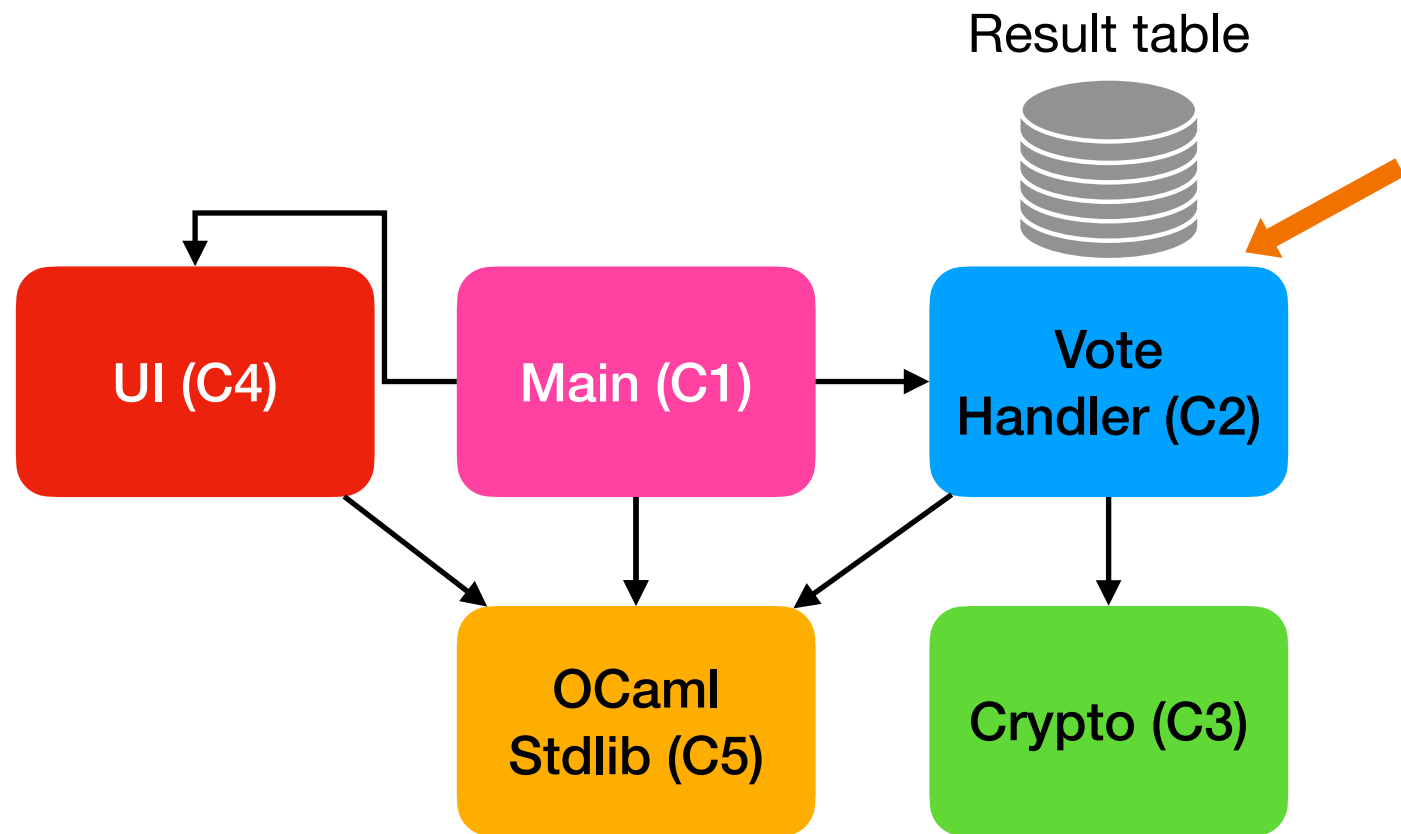 Result table
UI (C4)
Main (C1)
Vote
Handler (C2)
OCaml
Stdlib (C5)
Crypto (C3)